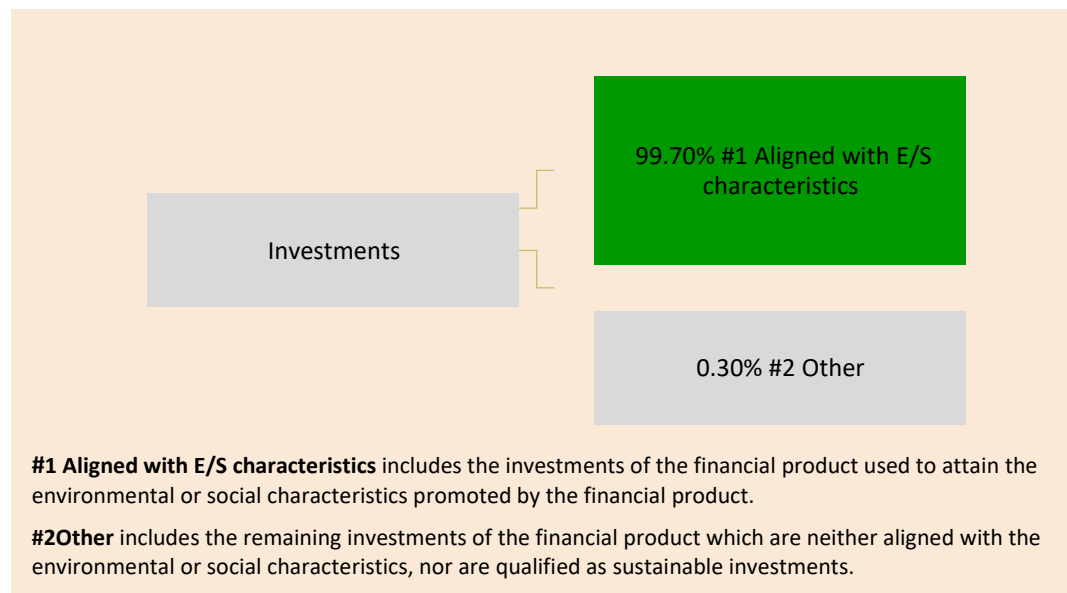 99.70% #1 Aligned with E/S
characteristics
Investments
0.30% #2 Other
#1 Aligned with E/S characteristics includes the investments of the financial product used to attain the
environmental or social characteristics promoted by the financial product.
#2Other includes the remaining investments of the financial product which are neither aligned with the
environmental or social characteristics, nor are qualified as sustainable investments.